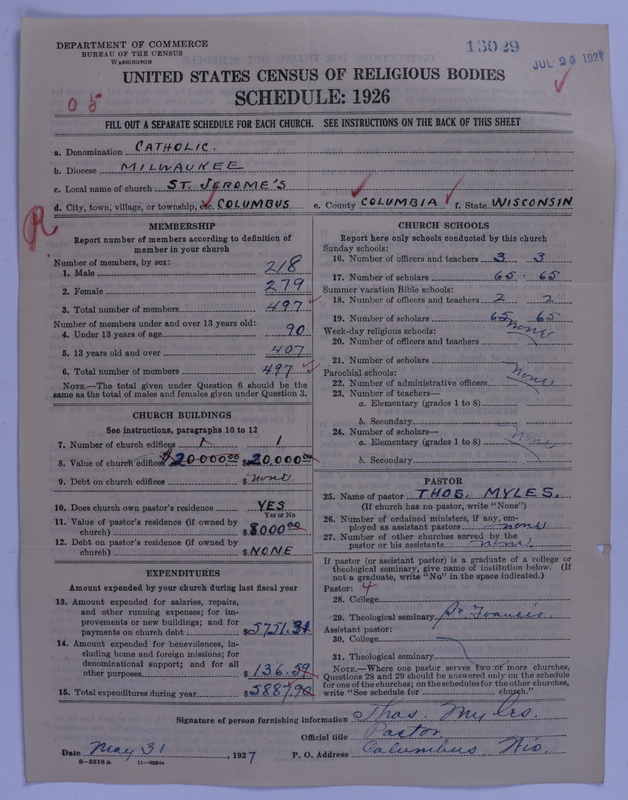 DEPARTMENT OF COMMERCE
BUREAU OF THE CENSUS
WASHINGTON
13029
JUL 23 1927
UNITED STATES CENSUS OF RELIGIOUS BODIES
SCHEDULE: 1926
05
FILL OUT A SEPARATE SCHEDULE FOR EACH CHURCH. SEE INSTRUCTIONS ON THE BACK OF THIS SHEET
a. Denomination CATHOLIC.
b. Diocese MILWAUKEE
c. Local name of church ST. JEROME'S
d. City, town, village, or township, etc. COLUMBUS e. County COLUMBIA f. State WISCONSIN
R
MEMBERSHIP
Report number of members according to definition of
member in your church
Number of members, by sex:
1. Male 218
2. Female 279
3. Total number of members 497
Number of members under and over 13 years old:
4. Under 13 years of age 90
5. 13 years old and over 407
6. Total number of members 497
NOTE.—The total given under Question 6 should be the
same as the total of males and females given under Question 3.
CHURCH BUILDINGS
See instructions, paragraphs 10 to 12
7. Number of church edifices 1 1
8. Value of church edifices $20000.00 $20,000.00
9. Debt on church edifices $ none
10. Does church own pastor's residence YES
Yes or No
11. Value of pastor's residence (if owned by
church) $8000.00
12. Debt on pastor's residence (if owned by
church) $ NONE
EXPENDITURES
Amount expended by your church during last fiscal year
13. Amount expended for salaries, repairs,
and other running expenses; for im-
provements or new buildings; and for
payments on church debt $5751.31
14. Amount expended for benevolences, in-
cluding home and foreign missions; for
denominational support; and for all
other purposes $136.59
15. Total expenditures during year $5887.90
CHURCH SCHOOLS
Report here only schools conducted by this church
Sunday schools:
16. Number of officers and teachers 3 3
17. Number of scholars 65 65
Summer vacation Bible schools:
18. Number of officers and teachers 2 2
19. Number of scholars 65 65
Week-day religious schools: none
20. Number of officers and teachers
21. Number of scholars
Parochial schools: none
22. Number of administrative officers
23. Number of teachers—
a. Elementary (grades 1 to 8)
b. Secondary
24. Number of scholars—
a. Elementary (grades 1 to 8) none
b. Secondary
PASTOR
25. Name of pastor THOS. MYLES.
(If church has no pastor, write "None")
26. Number of ordained ministers, if any, em-
ployed as assistant pastors none
27. Number of other churches served by the
pastor or his assistants none
If pastor (or assistant pastor) is a graduate of a college or
theological seminary, give name of institution below. (If
not a graduate, write "No" in the space indicated.)
Pastor: 4
28. College
29. Theological seminary St Francis
Assistant pastor:
30. College
31. Theological seminary
NOTE.—Where one pastor serves two or more churches,
Questions 28 and 29 should be answered only on the schedule
for one of the churches; on the schedules for the other churches,
write "See schedule for church."
Signature of person furnishing information Thos. Myles.
Official title Pastor
Date May 31, 1927 P. O. Address Columbus, Wis.
8-5518a